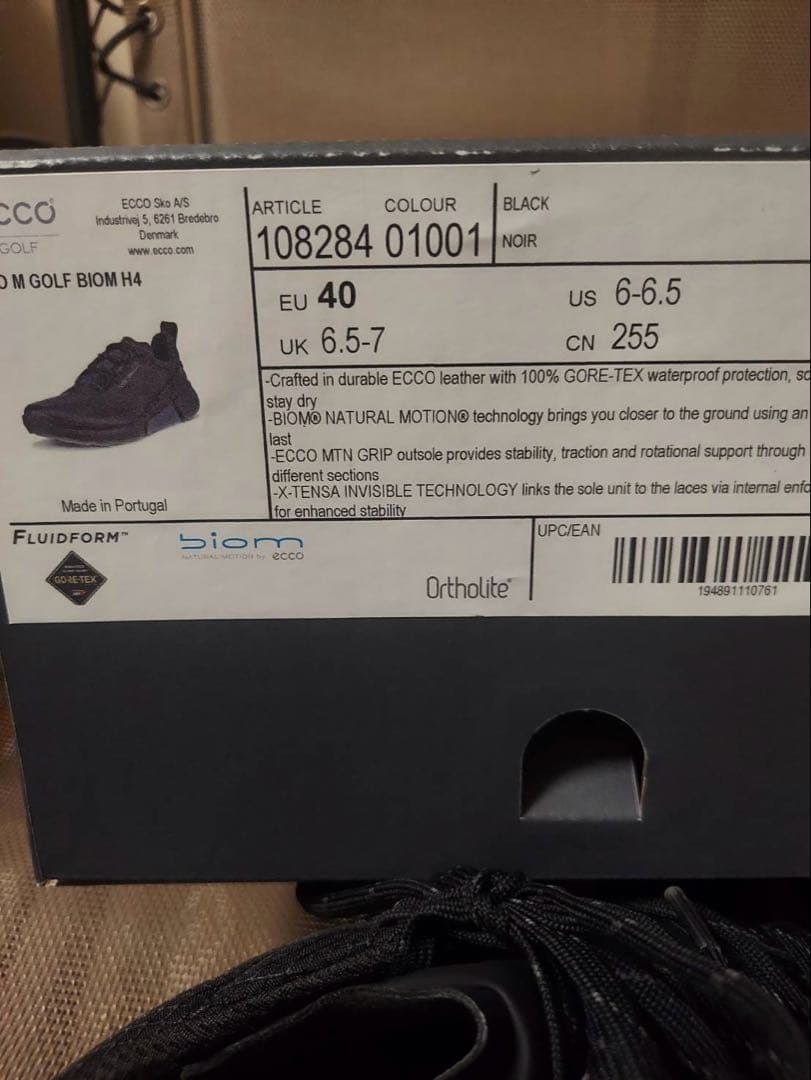 ECCO Sko A/S
Industrivej 5, 6261 Bredebro
Denmark
www.ecco.com
CCO
GOLF
O M GOLF BIOM H4
Made in Portugal
ARTICLE COLOUR
108284 01001
BLACK
NOIR
EU 40
US 6-6.5
UK 6.5-7
CN 255
-Crafted in durable ECCO leather with 100% GORE-TEX waterproof protection, so
stay dry
-BIOM® NATURAL MOTION® technology brings you closer to the ground using an
last
-ECCO MTN GRIP outsole provides stability, traction and rotational support through
different sections
-X-TENSA INVISIBLE TECHNOLOGY links the sole unit to the laces via internal enfo
for enhanced stability
FLUIDFORM™
GORE-TEX
biom
NATURAL MOTION by ecco
Ortholite®
UPC/EAN
194891110761